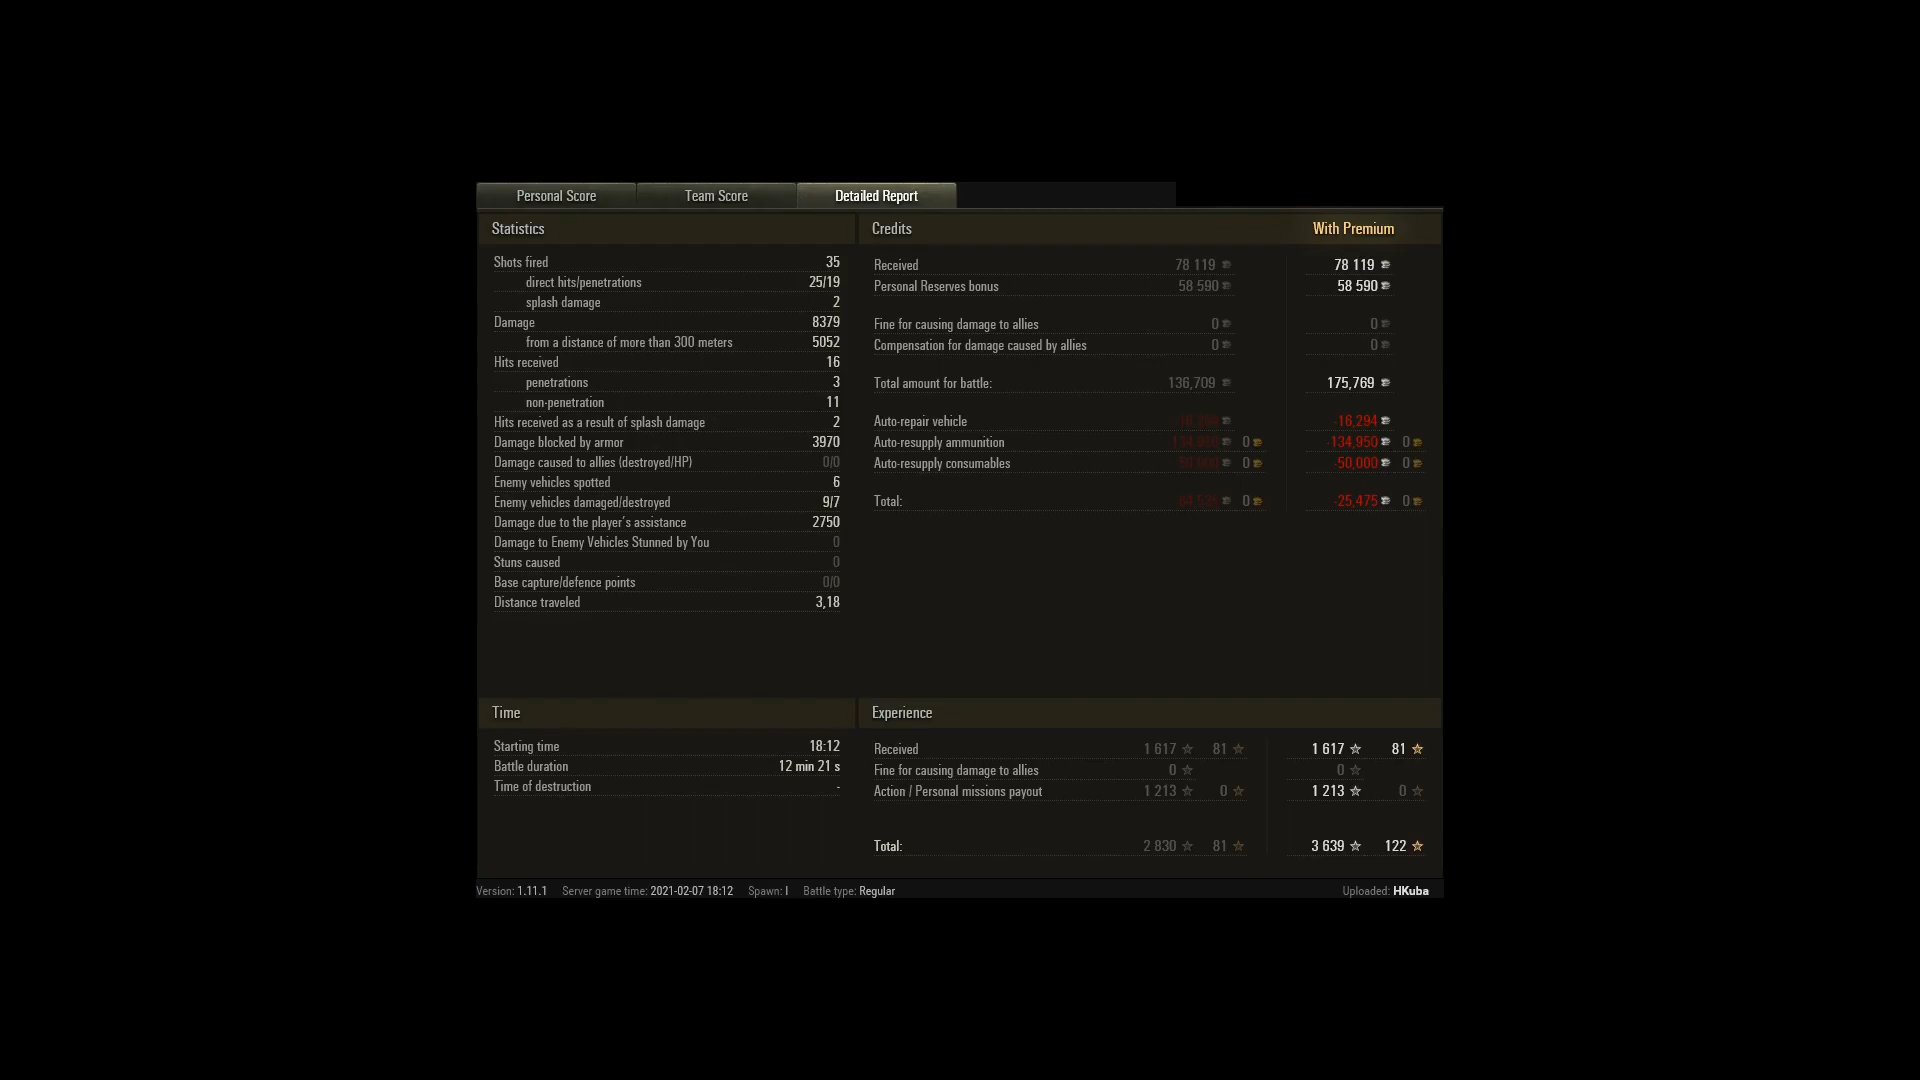 Personal Score Team Score Detailed Report
Statistics
Shots fired 35
direct hits/penetrations 25/19
splash damage 2
Damage 8379
from a distance of more than 300 meters 5052
Hits received 16
penetrations 3
non-penetration 11
Hits received as a result of splash damage 2
Damage blocked by armor 3970
Damage caused to allies (destroyed/HP) 0/0
Enemy vehicles spotted 6
Enemy vehicles damaged/destroyed 9/7
Damage due to the player's assistance 2750
Damage to Enemy Vehicles Stunned by You 0
Stuns caused 0
Base capture/defence points 0/0
Distance traveled 3,18
Credits With Premium
Received 78 119 78 119
Personal Reserves bonus 58 590 58 590
Fine for causing damage to allies 0 0
Compensation for damage caused by allies 0 0
Total amount for battle: 136,709 175,769
Auto-repair vehicle -16,294
Auto-resupply ammunition 0 -134,950 0
Auto-resupply consumables 0 -50,000 0
Total: 0 -25,475 0
Time
Starting time 18:12
Battle duration 12 min 21 s
Time of destruction -
Experience
Received 1 617 81 1 617 81
Fine for causing damage to allies 0 0
Action / Personal missions payout 1 213 0 1 213 0
Total: 2 830 81 3 639 122
Version: 1.11.1 Server game time: 2021-02-07 18:12 Spawn: I Battle type: Regular Uploaded: HKuba